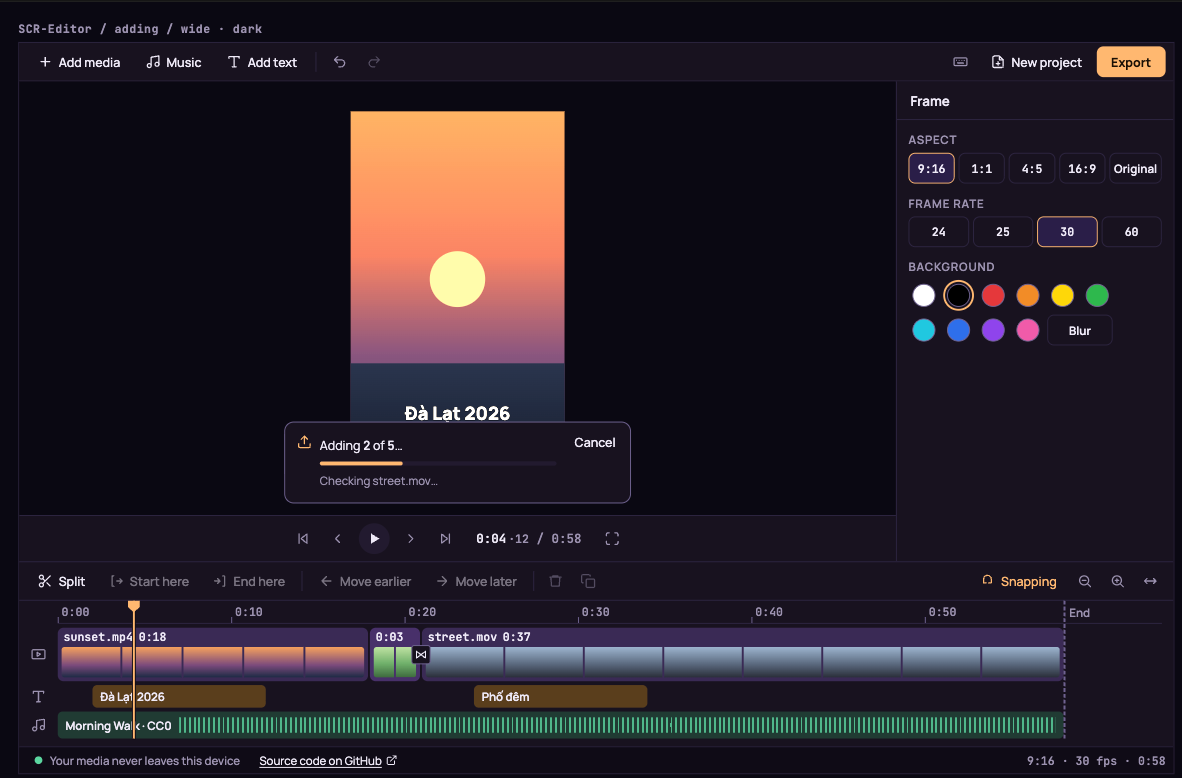 SCR-Editor / adding / wide · dark
Add media Music Add text New project Export
Frame
ASPECT
9:16 1:1 4:5 16:9 Original
FRAME RATE
24 25 30 60
BACKGROUND
Blur
Đà Lạt 2026
Adding 2 of 5… Cancel
Checking street.mov…
0:04·12 / 0:58
Split Start here End here Move earlier Move later Snapping
0:00 0:10 0:20 0:30 0:40 0:50 End
sunset.mp4 0:18 0:03 street.mov 0:37
Đà Lạt 2026 Phố đêm
Morning Walk · CC0
Your media never leaves this device Source code on GitHub 9:16 · 30 fps · 0:58